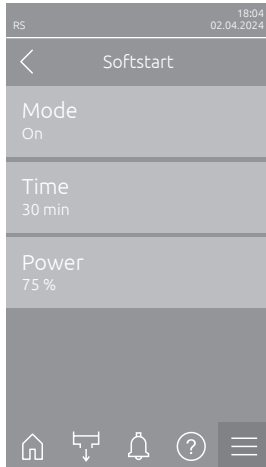 18:04
RS 02.04.2024
Softstart
Mode
On
Time
30 min
Power
75 %
?